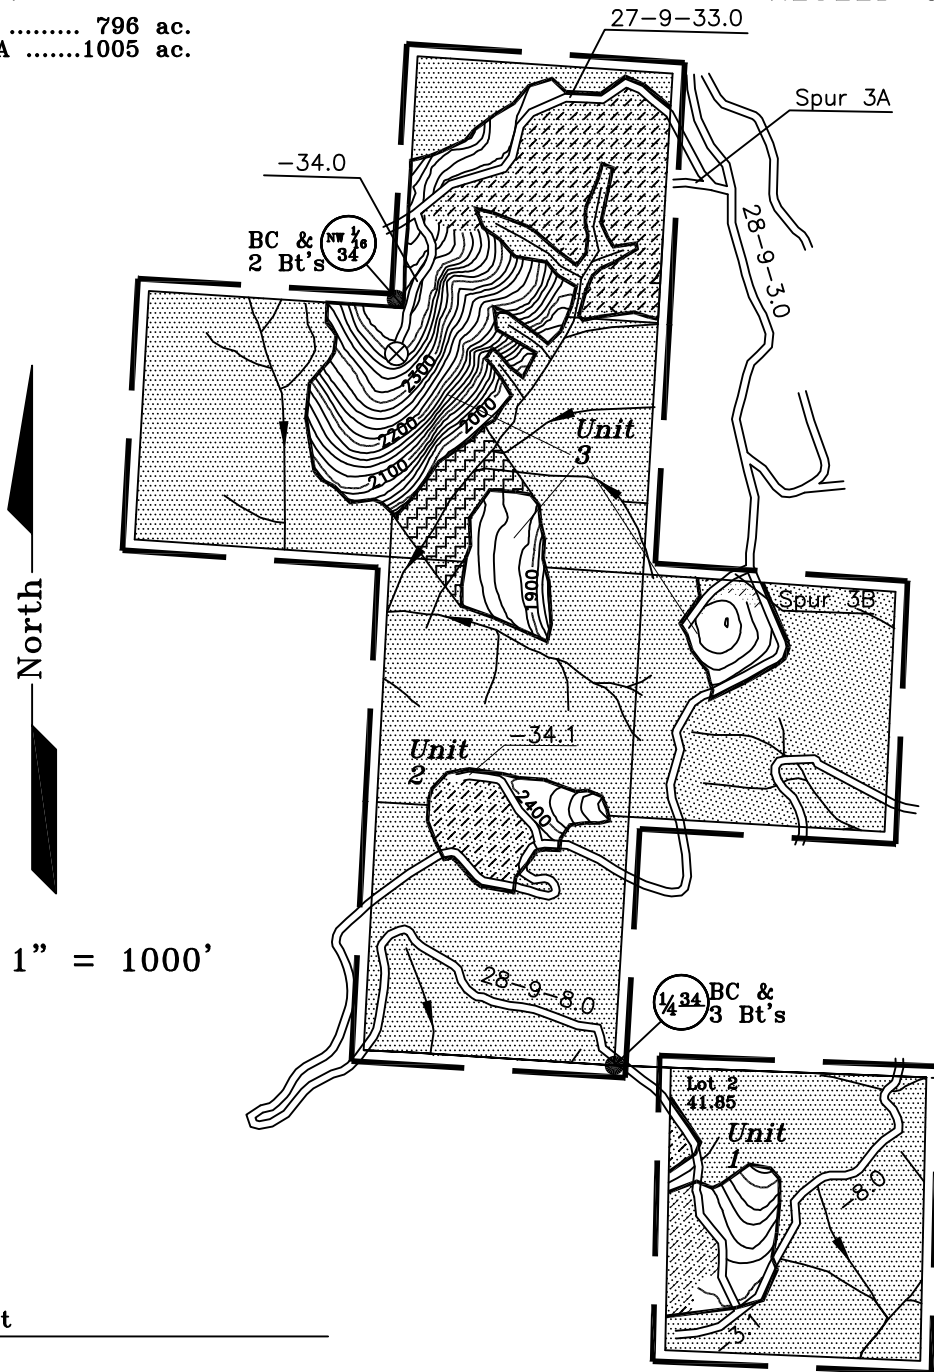 ......... 796 ac.
A .......1005 ac.
27-9-33.0
Spur 3A
-34.0
BC &
2 Bt's
NW 1/16
34
28-9-3.0
2300
2200
2000
2100
Unit
3
1900
Spur 3B
North
Unit
2
-34.1
2400
1" = 1000'
28-9-8.0
1/4 34
BC &
3 Bt's
Lot 2
41.85
Unit
1
-8.0
-3.1
t